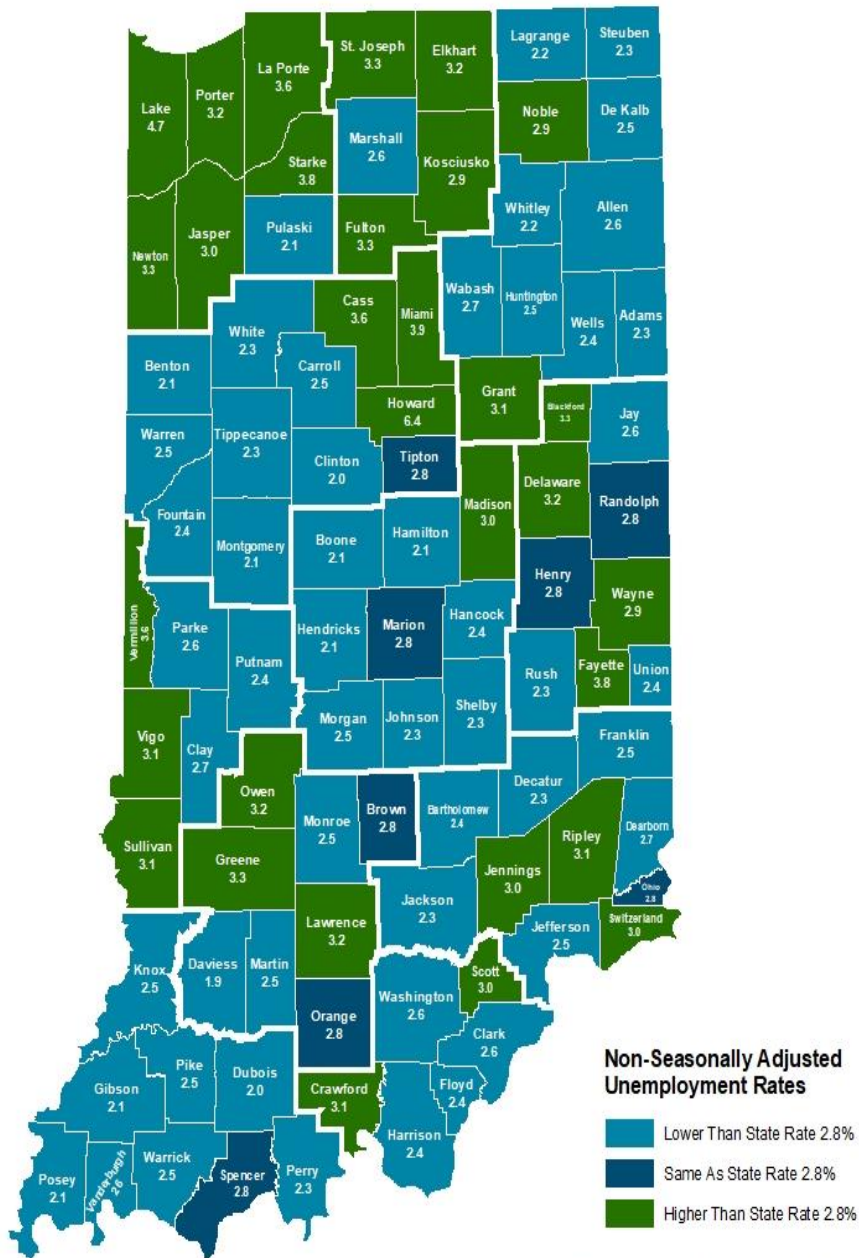 Lagrange
2.2
Steuben
2.3
St. Joseph
3.3
Elkhart
3.2
La Porte
3.6
Porter
3.2
Lake
4.7
Noble
2.9
De Kalb
2.5
Marshall
2.6
Starke
3.8
Kosciusko
2.9
Whitley
2.2
Allen
2.6
Newton
3.3
Jasper
3.0
Pulaski
2.1
Fulton
3.3
Wabash
2.7
Huntington
2.5
Wells
2.4
Adams
2.3
Cass
3.6
Miami
3.9
White
2.3
Carroll
2.5
Benton
2.1
Howard
6.4
Grant
3.1
Blackford
3.3
Jay
2.6
Warren
2.5
Tippecanoe
2.3
Clinton
2.0
Tipton
2.8
Madison
3.0
Delaware
3.2
Randolph
2.8
Fountain
2.4
Montgomery
2.1
Boone
2.1
Hamilton
2.1
Henry
2.8
Wayne
2.9
Vermillion
3.6
Parke
2.6
Putnam
2.4
Hendricks
2.1
Marion
2.8
Hancock
2.4
Rush
2.3
Fayette
3.8
Union
2.4
Vigo
3.1
Clay
2.7
Morgan
2.5
Johnson
2.3
Shelby
2.3
Franklin
2.5
Owen
3.2
Monroe
2.5
Brown
2.8
Bartholomew
2.4
Decatur
2.3
Ripley
3.1
Dearborn
2.7
Sullivan
3.1
Greene
3.3
Jennings
3.0
Ohio
2.8
Lawrence
3.2
Jackson
2.3
Jefferson
2.5
Switzerland
3.0
Knox
2.5
Daviess
1.9
Martin
2.5
Orange
2.8
Washington
2.6
Scott
3.0
Clark
2.6
Gibson
2.1
Pike
2.5
Dubois
2.0
Crawford
3.1
Floyd
2.4
Harrison
2.4
Posey
2.1
Vanderburgh
2.6
Warrick
2.5
Spencer
2.8
Perry
2.3
Non-Seasonally Adjusted
Unemployment Rates
Lower Than State Rate 2.8%
Same As State Rate 2.8%
Higher Than State Rate 2.8%